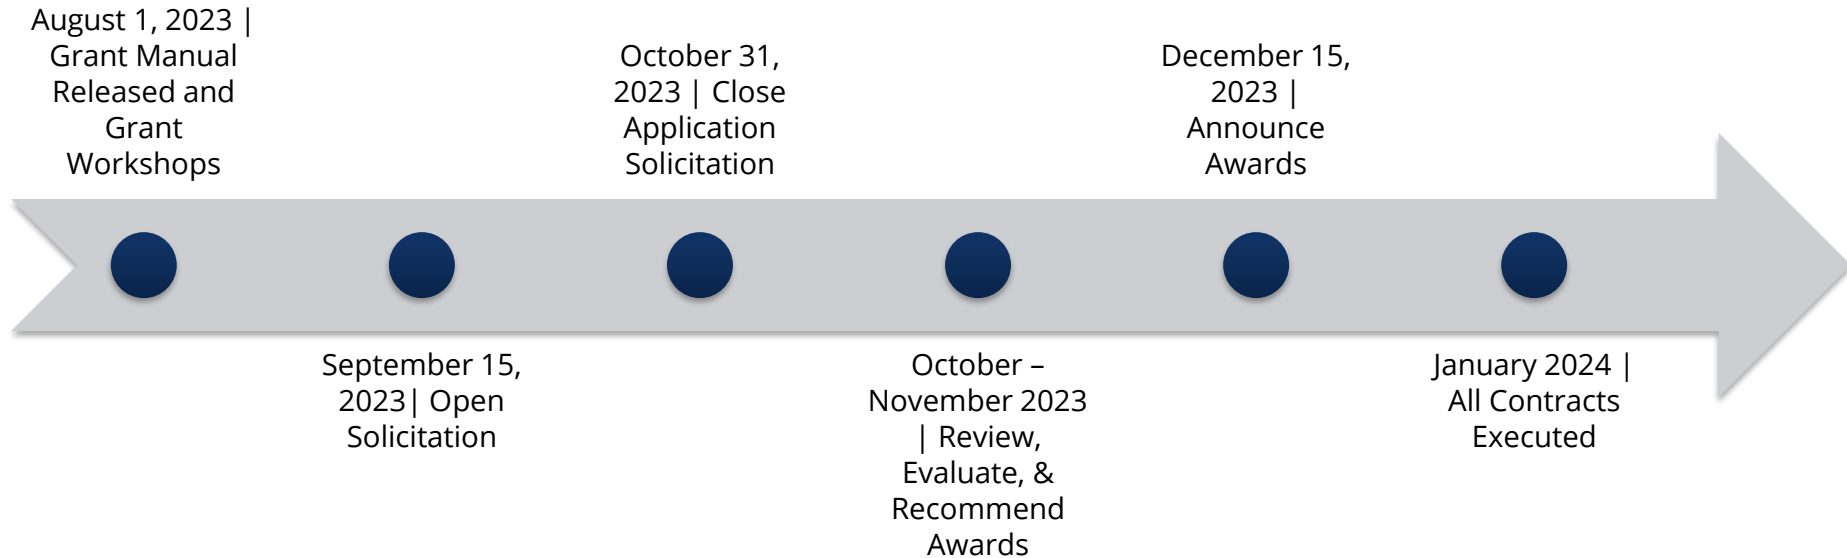 August 1, 2023 |
Grant Manual
Released and
Grant
Workshops
September 15,
2023| Open
Solicitation
October 31,
2023 | Close
Application
Solicitation
October –
November 2023
| Review,
Evaluate, &
Recommend
Awards
December 15,
2023 |
Announce
Awards
January 2024 |
All Contracts
Executed